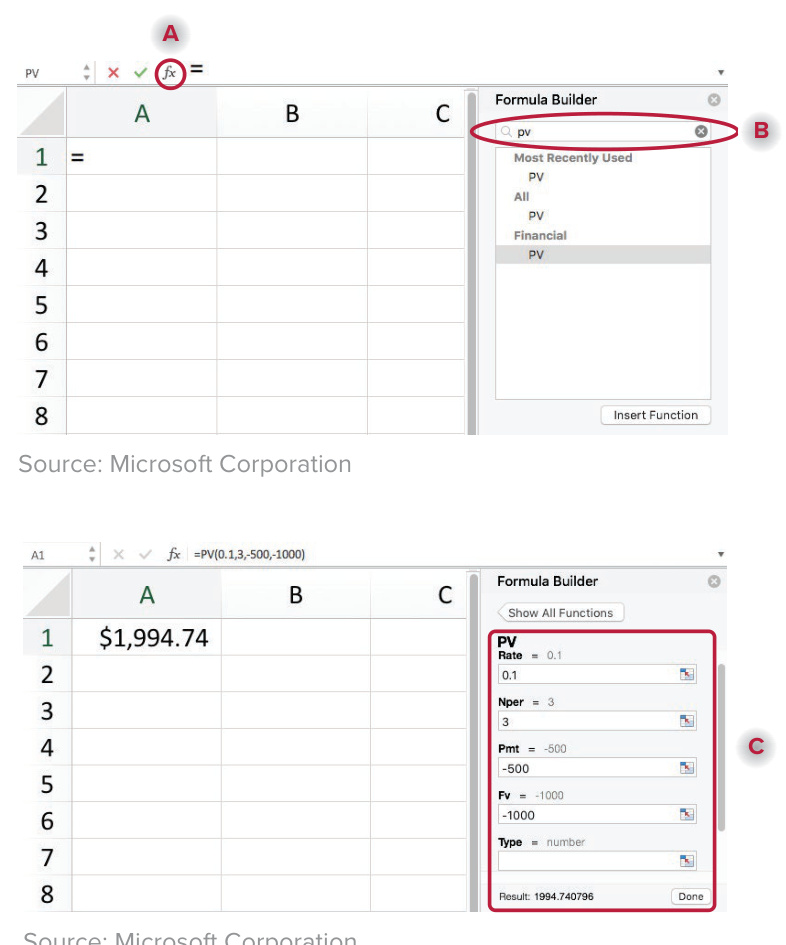 A
PV fx =
A B C
1 =
2
3
4
5
6
7
8
Formula Builder
pv
B
Most Recently Used
PV
All
PV
Financial
PV
Insert Function
Source: Microsoft Corporation
A1 fx =PV(0.1,3,-500,-1000)
A B C
1 $1,994.74
2
3
4
5
6
7
8
Formula Builder
Show All Functions
PV
Rate = 0.1
0.1
Nper = 3
3
Pmt = -500
-500
C
Fv = -1000
-1000
Type = number
Result: 1994.740796 Done
Source: Microsoft Corporation